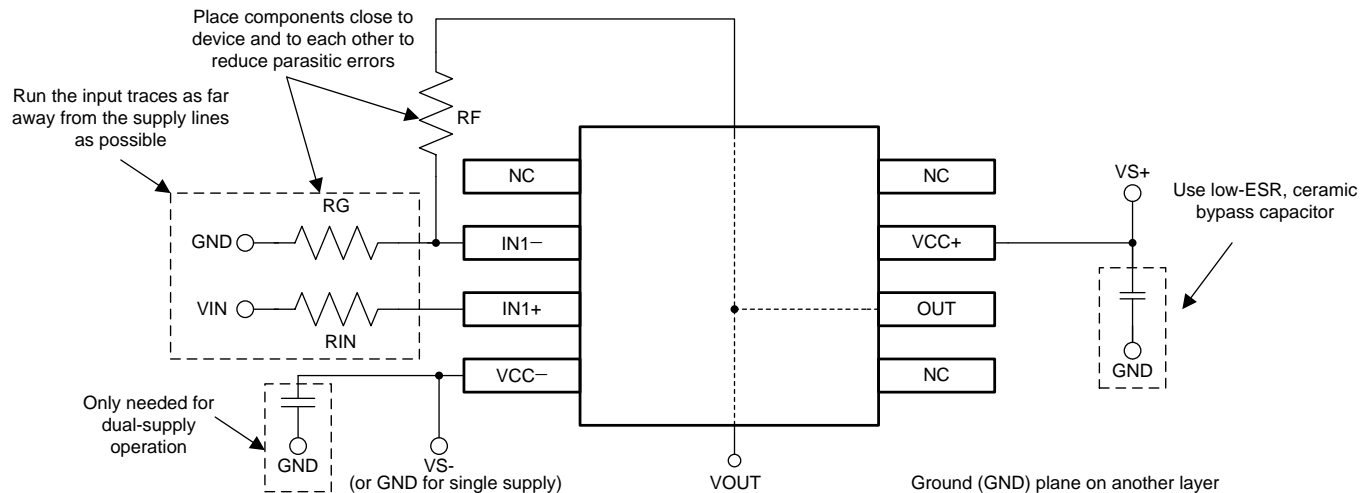 Place components close to
device and to each other to
reduce parasitic errors
Run the input traces as far
away from the supply lines
as possible
RF
NC
NC
VS+
Use low-ESR, ceramic
bypass capacitor
RG
GND
IN1−
VCC+
VIN
IN1+
OUT
RIN
GND
VCC−
NC
Only needed for
dual-supply
operation
GND
VS-
(or GND for single supply)
VOUT
Ground (GND) plane on another layer